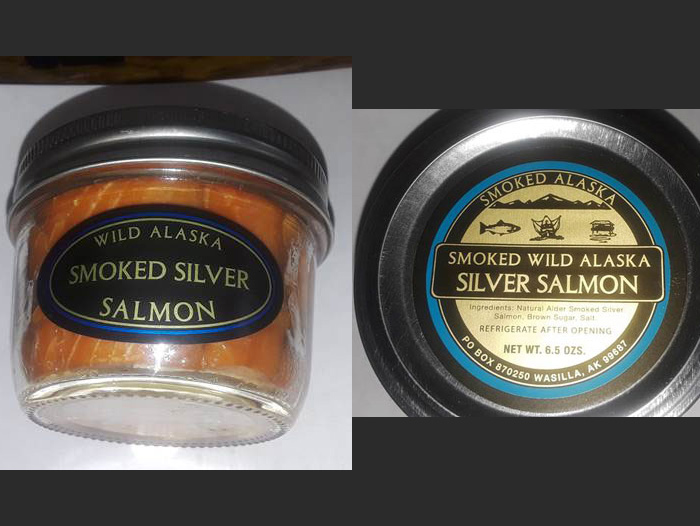 WILD ALASKA
SMOKED SILVER
SALMON
SMOKED ALASKA
SMOKED WILD ALASKA
SILVER SALMON
Ingredients: Natural Alder Smoked Silver
Salmon, Brown Sugar, Salt
REFRIGERATE AFTER OPENING
NET WT. 6.5 OZS.
PO BOX 870250 WASILLA, AK 99687